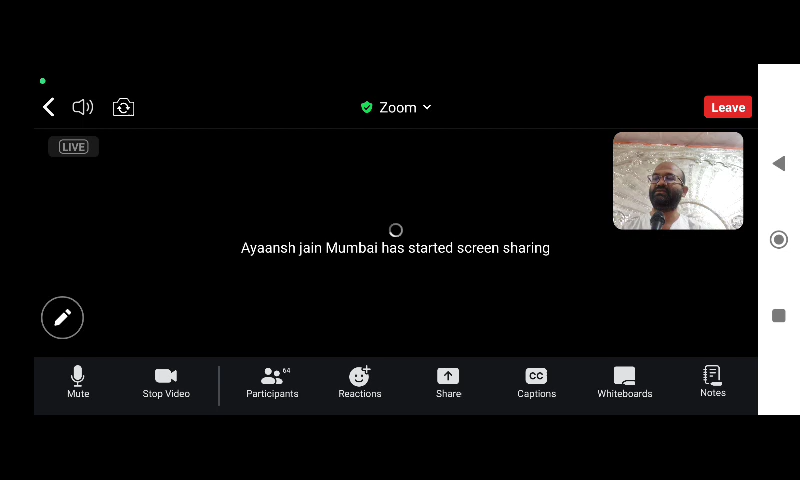 Zoom
Leave
LIVE
Ayaansh jain Mumbai has started screen sharing
64
Mute
Stop Video
Participants
Reactions
Share
CC
Captions
Whiteboards
Notes